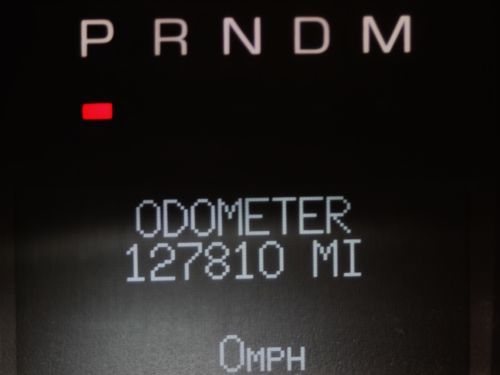 P R N D M
ODOMETER
127810 MI
0MPH